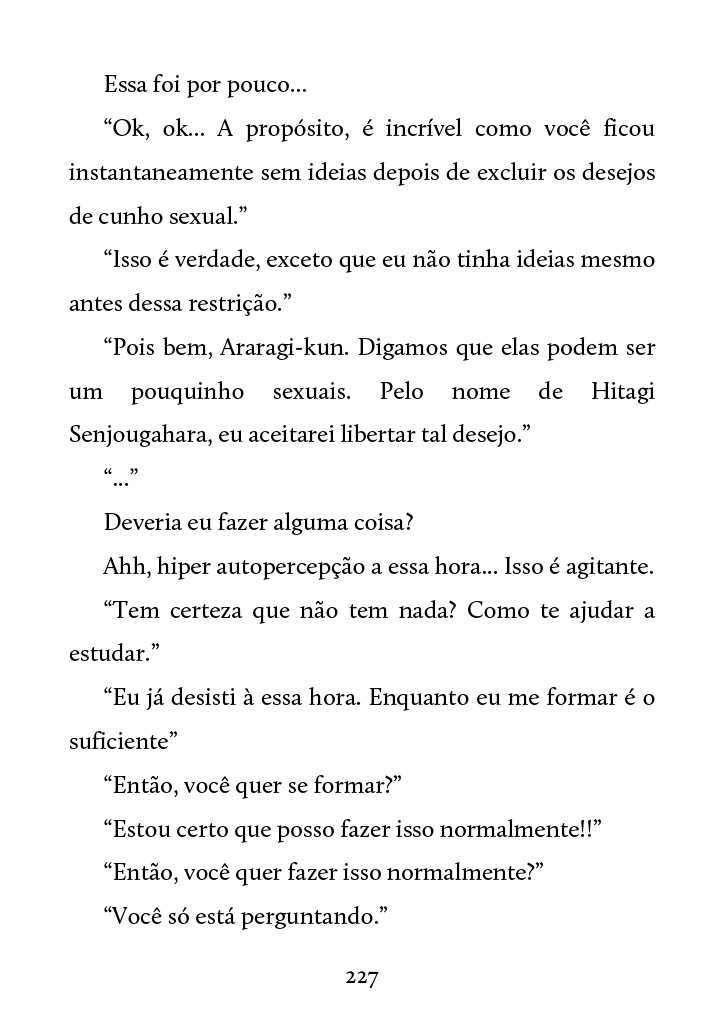 Essa foi por pouco...
“Ok, ok... A propósito, é incrível como você ficou
instantaneamente sem ideias depois de excluir os desejos
de cunho sexual.”
“Isso é verdade, exceto que eu não tinha ideias mesmo
antes dessa restrição.”
“Pois bem, Araragi-kun. Digamos que elas podem ser
um pouquinho sexuais. Pelo nome de Hitagi
Senjougahara, eu aceitarei libertar tal desejo.”
“...”
Deveria eu fazer alguma coisa?
Ahh, hiper autopercepção a essa hora... Isso é agitante.
“Tem certeza que não tem nada? Como te ajudar a
estudar.”
“Eu já desisti à essa hora. Enquanto eu me formar é o
suficiente”
“Então, você quer se formar?”
“Estou certo que posso fazer isso normalmente!!”
“Então, você quer fazer isso normalmente?”
“Você só está perguntando.”
227